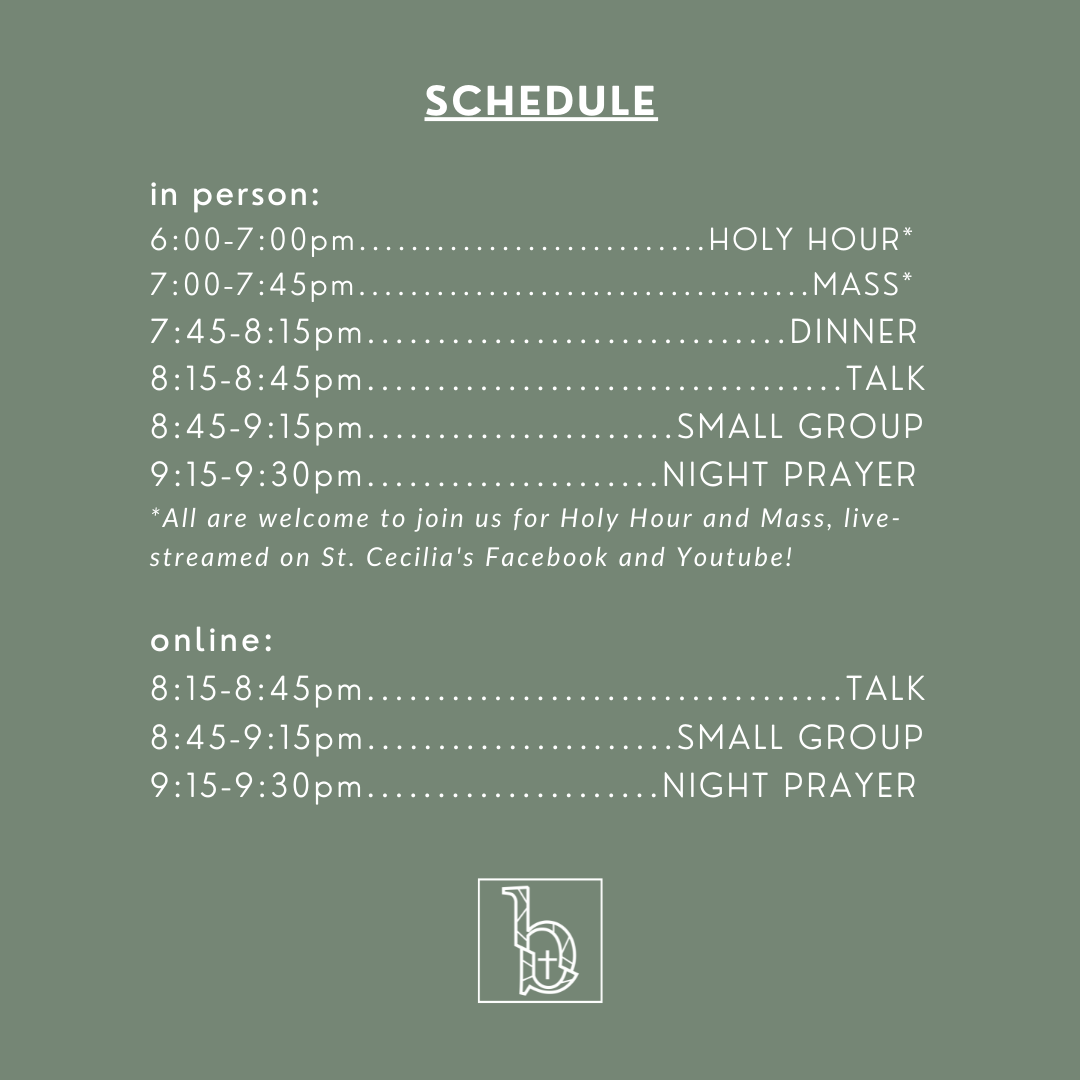 SCHEDULE
in person:
6:00-7:00pm...........................HOLY HOUR*
7:00-7:45pm...................................MASS*
7:45-8:15pm................................DINNER
8:15-8:45pm....................................TALK
8:45-9:15pm.......................SMALL GROUP
9:15-9:30pm......................NIGHT PRAYER
*All are welcome to join us for Holy Hour and Mass, live-
streamed on St. Cecilia's Facebook and Youtube!
online:
8:15-8:45pm....................................TALK
8:45-9:15pm.......................SMALL GROUP
9:15-9:30pm......................NIGHT PRAYER
b